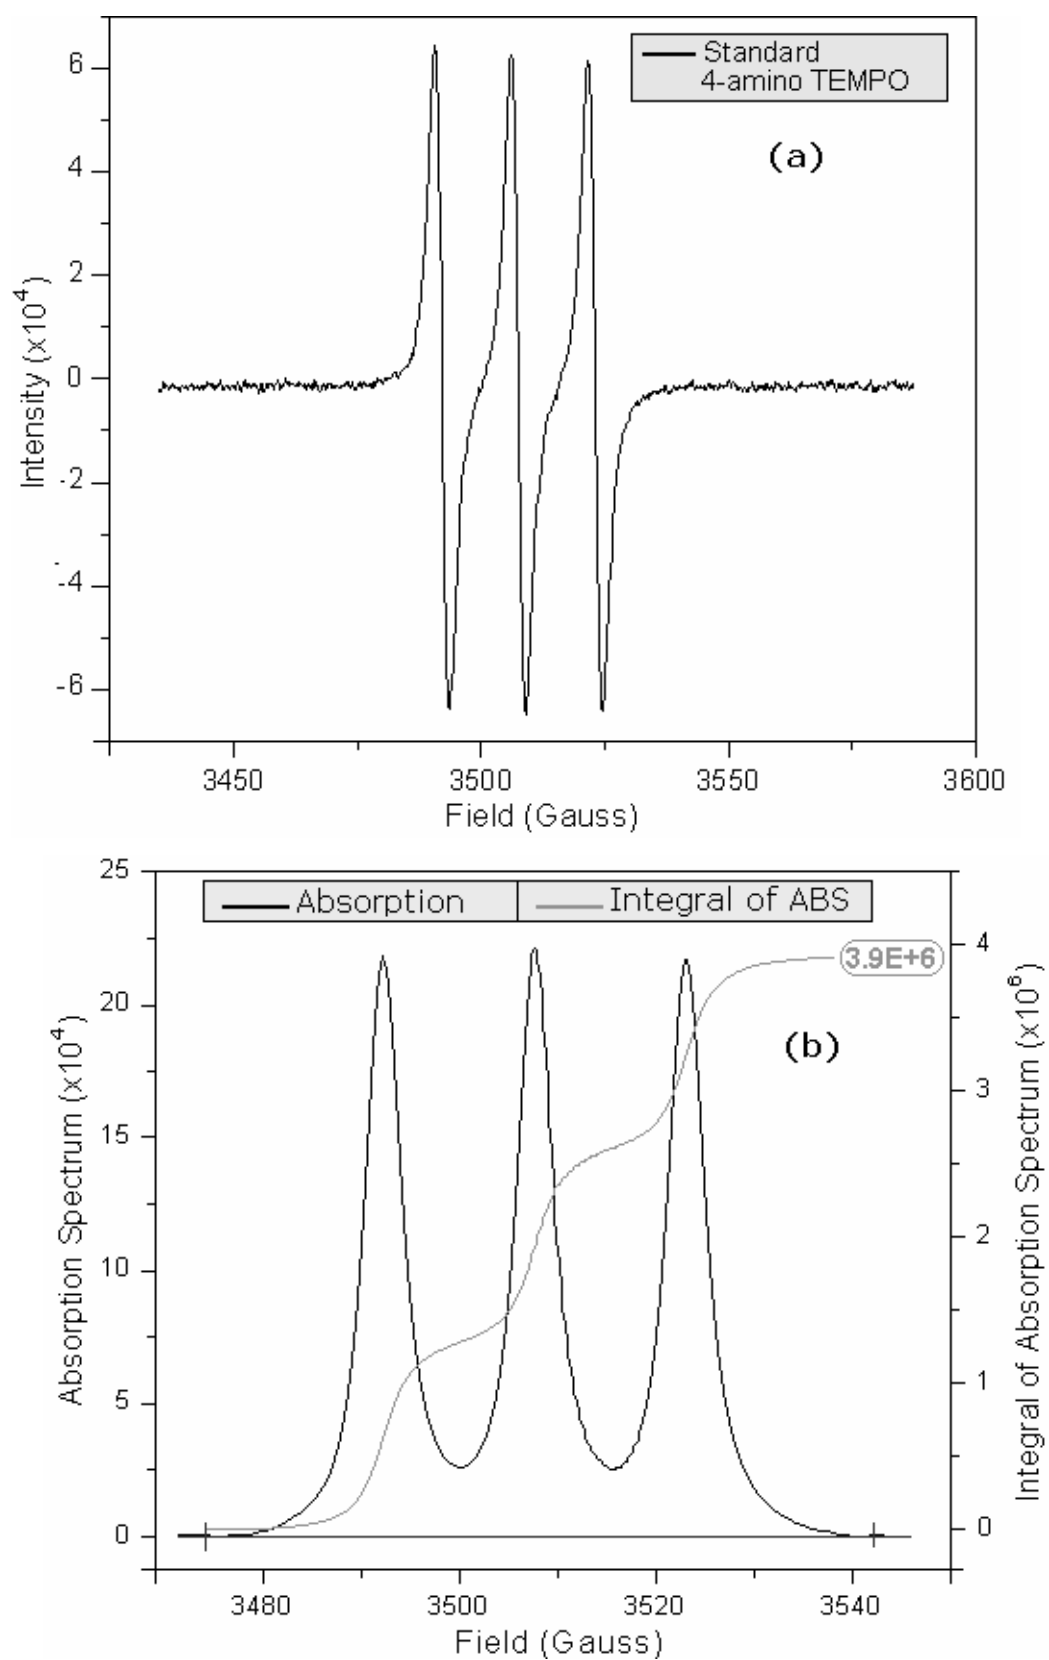 6
4
2
0
-2
-4
-6
Intensity (x10⁴)
Standard
4-amino TEMPO
(a)
3450
3500
3550
3600
Field (Gauss)
25
20
15
10
5
0
Absorption Spectrum (x10⁴)
Absorption
Integral of ABS
3.9E+6
(b)
4
3
2
1
0
Integral of Absorption Spectrum (x10⁶)
3480
3500
3520
3540
Field (Gauss)